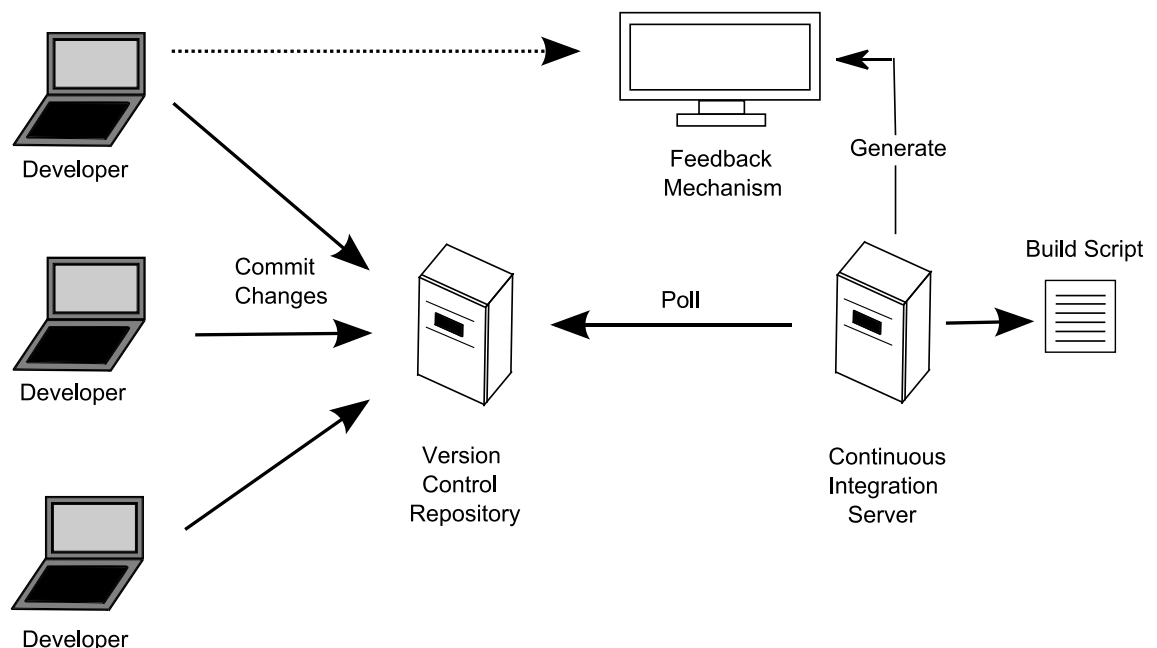 Developer
Feedback
Mechanism
Generate
Commit
Changes
Build Script
Poll
Developer
Version
Control
Repository
Continuous
Integration
Server
Developer